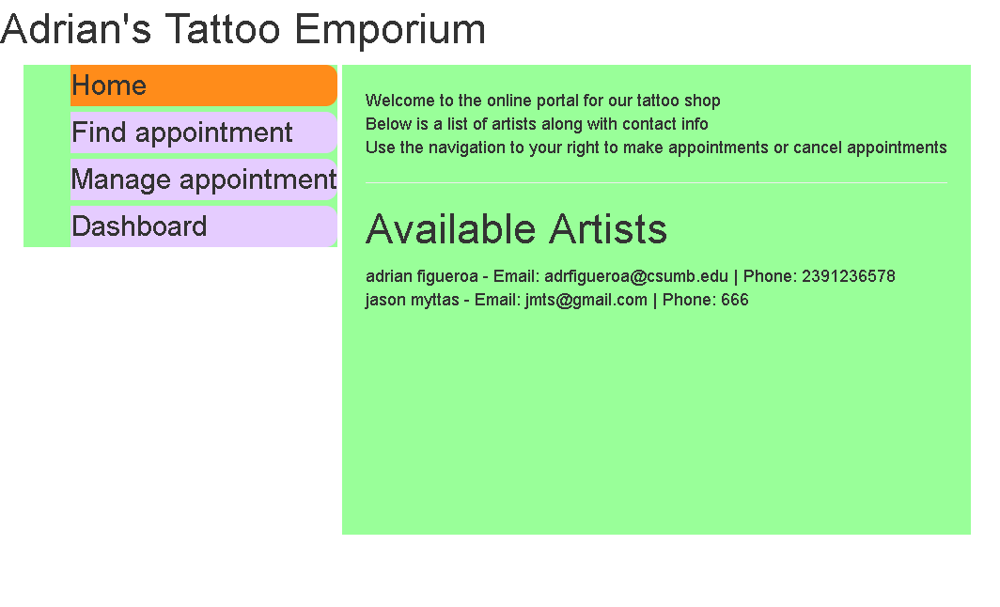 Adrian's Tattoo Emporium
Home
Find appointment
Manage appointment
Dashboard
Welcome to the online portal for our tattoo shop
Below is a list of artists along with contact info
Use the navigation to your right to make appointments or cancel appointments
Available Artists
adrian figueroa - Email: adrfigueroa@csumb.edu | Phone: 2391236578
jason myttas - Email: jmts@gmail.com | Phone: 666